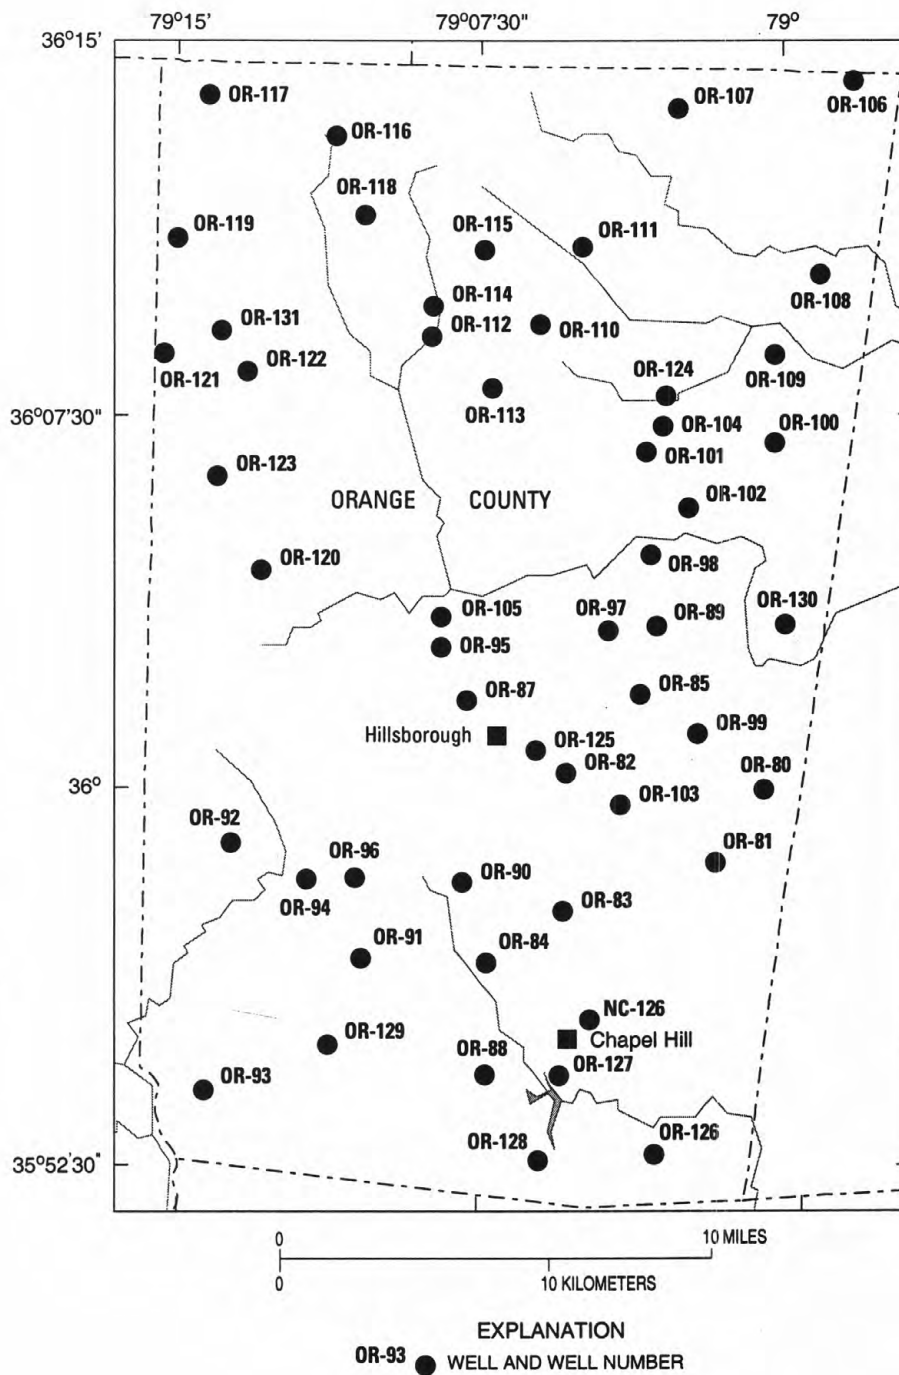 79°15' 79°07'30" 79°
36°15'
OR-117
OR-107
OR-106
OR-116
OR-118
OR-119
OR-115
OR-111
OR-108
OR-114
OR-131
OR-112
OR-110
OR-122
OR-121
OR-124
OR-109
OR-113
36°07'30"
OR-104
OR-100
OR-101
OR-123
ORANGE COUNTY
OR-102
OR-120
OR-98
OR-105
OR-97
OR-89
OR-130
OR-95
OR-87
OR-85
Hillsborough
OR-99
OR-125
OR-82
36°
OR-80
OR-103
OR-92
OR-81
OR-96
OR-90
OR-94
OR-83
OR-91
OR-84
NC-126
OR-129
Chapel Hill
OR-88
OR-127
OR-93
OR-128
OR-126
35°52'30"
0 10 MILES
0 10 KILOMETERS
EXPLANATION
OR-93 WELL AND WELL NUMBER